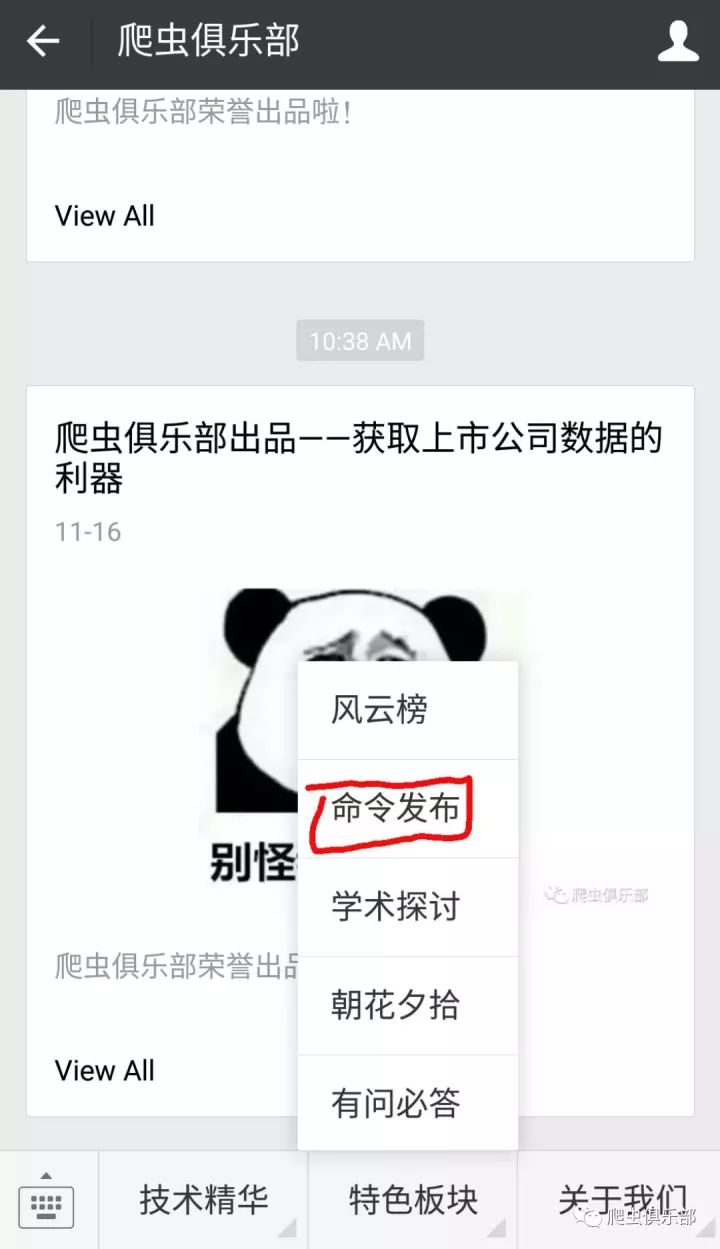 爬虫俱乐部
爬虫俱乐部荣誉出品啦！
View All
10:38 AM
爬虫俱乐部出品——获取上市公司数据的
利器
11-16
别怪
爬虫俱乐部
爬虫俱乐部荣誉出品
View All
风云榜
命令发布
学术探讨
朝花夕拾
有问必答
技术精华
特色板块
关于我们
爬虫俱乐部